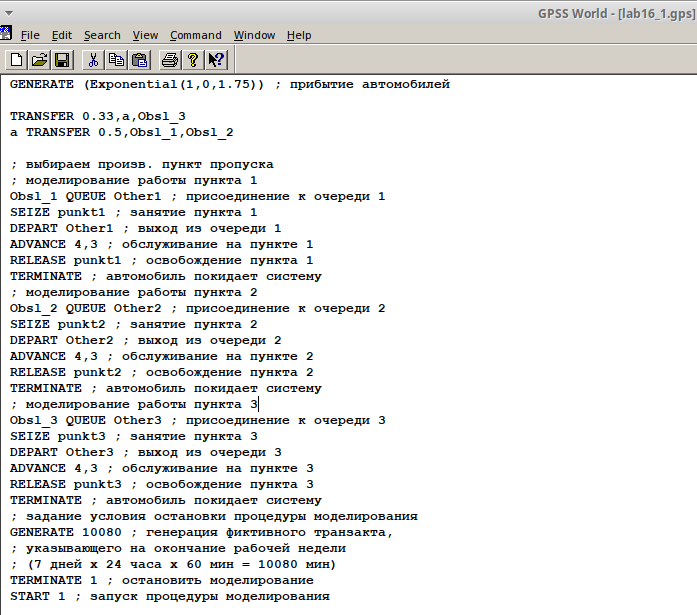 GPSS World - [lab16_1.gps]
File Edit Search View Command Window Help
GENERATE (Exponential(1,0,1.75)) ; прибытие автомобилей
TRANSFER 0.33,a,Obsl_3
a TRANSFER 0.5,Obsl_1,Obsl_2
; выбираем произв. пункт пропуска
; моделирование работы пункта 1
Obsl_1 QUEUE Other1 ; присоединение к очереди 1
SEIZE punkt1 ; занятие пункта 1
DEPART Other1 ; выход из очереди 1
ADVANCE 4,3 ; обслуживание на пункте 1
RELEASE punkt1 ; освобождение пункта 1
TERMINATE ; автомобиль покидает систему
; моделирование работы пункта 2
Obsl_2 QUEUE Other2 ; присоединение к очереди 2
SEIZE punkt2 ; занятие пункта 2
DEPART Other2 ; выход из очереди 2
ADVANCE 4,3 ; обслуживание на пункте 2
RELEASE punkt2 ; освобождение пункта 2
TERMINATE ; автомобиль покидает систему
; моделирование работы пункта 3
Obsl_3 QUEUE Other3 ; присоединение к очереди 3
SEIZE punkt3 ; занятие пункта 3
DEPART Other3 ; выход из очереди 3
ADVANCE 4,3 ; обслуживание на пункте 3
RELEASE punkt3 ; освобождение пункта 3
TERMINATE ; автомобиль покидает систему
; задание условия остановки процедуры моделирования
GENERATE 10080 ; генерация фиктивного транзакта,
; указывающего на окончание рабочей недели
; (7 дней x 24 часа x 60 мин = 10080 мин)
TERMINATE 1 ; остановить моделирование
START 1 ; запуск процедуры моделирования